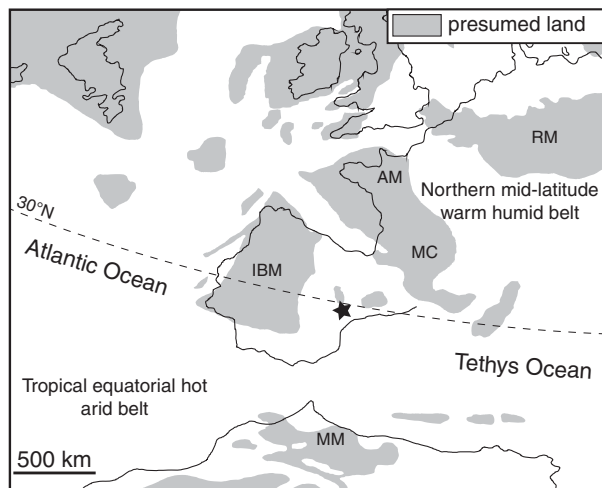 presumed land
RM
AM
Northern mid-latitude
warm humid belt
30°N
MC
Atlantic Ocean
IBM
Tethys Ocean
Tropical equatorial hot
arid belt
MM
500 km